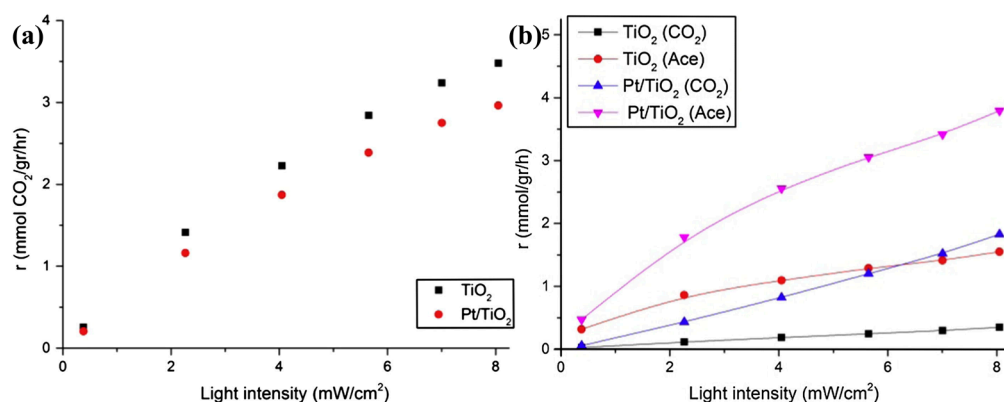 (a)
4
3
2
1
0
r (mmol CO₂/gr/hr)
TiO₂
Pt/TiO₂
0 2 4 6 8
Light intensity (mW/cm²)
(b)
5
4
3
2
1
0
r (mmol/gr/h)
TiO₂ (CO₂)
TiO₂ (Ace)
Pt/TiO₂ (CO₂)
Pt/TiO₂ (Ace)
0 2 4 6 8
Light intensity (mW/cm²)